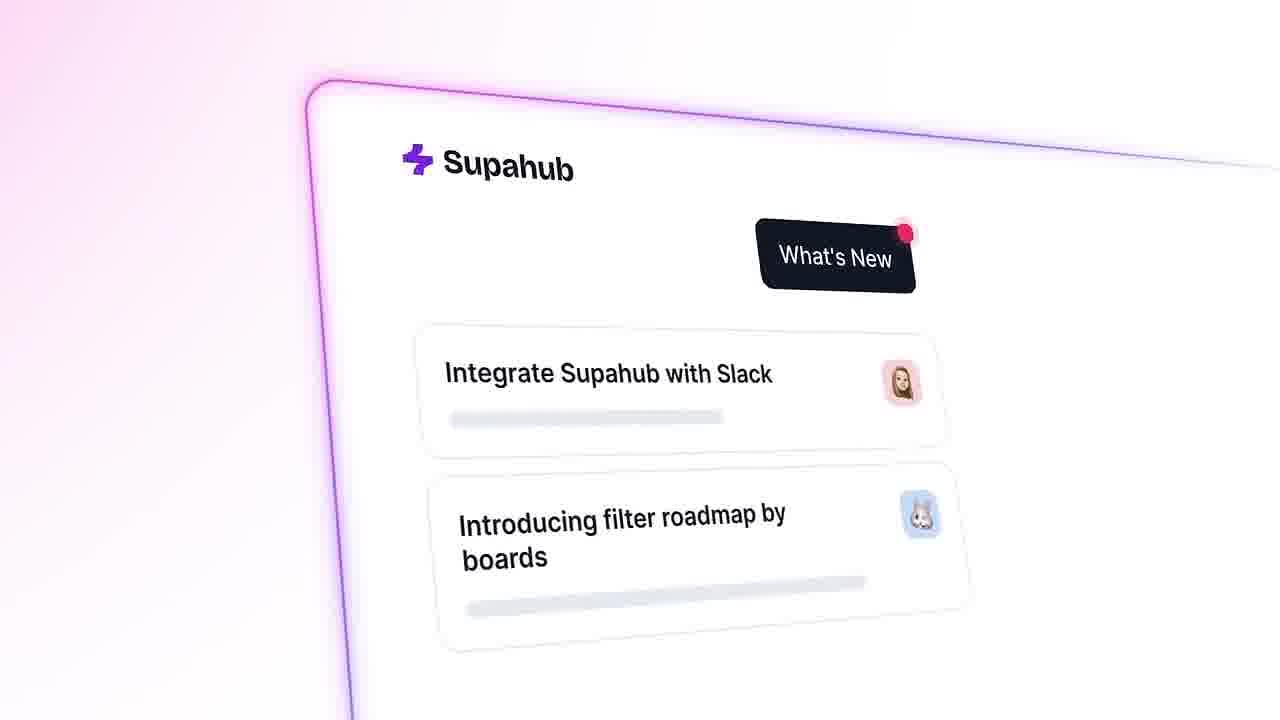 Supahub
What's New
Integrate Supahub with Slack
Introducing filter roadmap by
boards